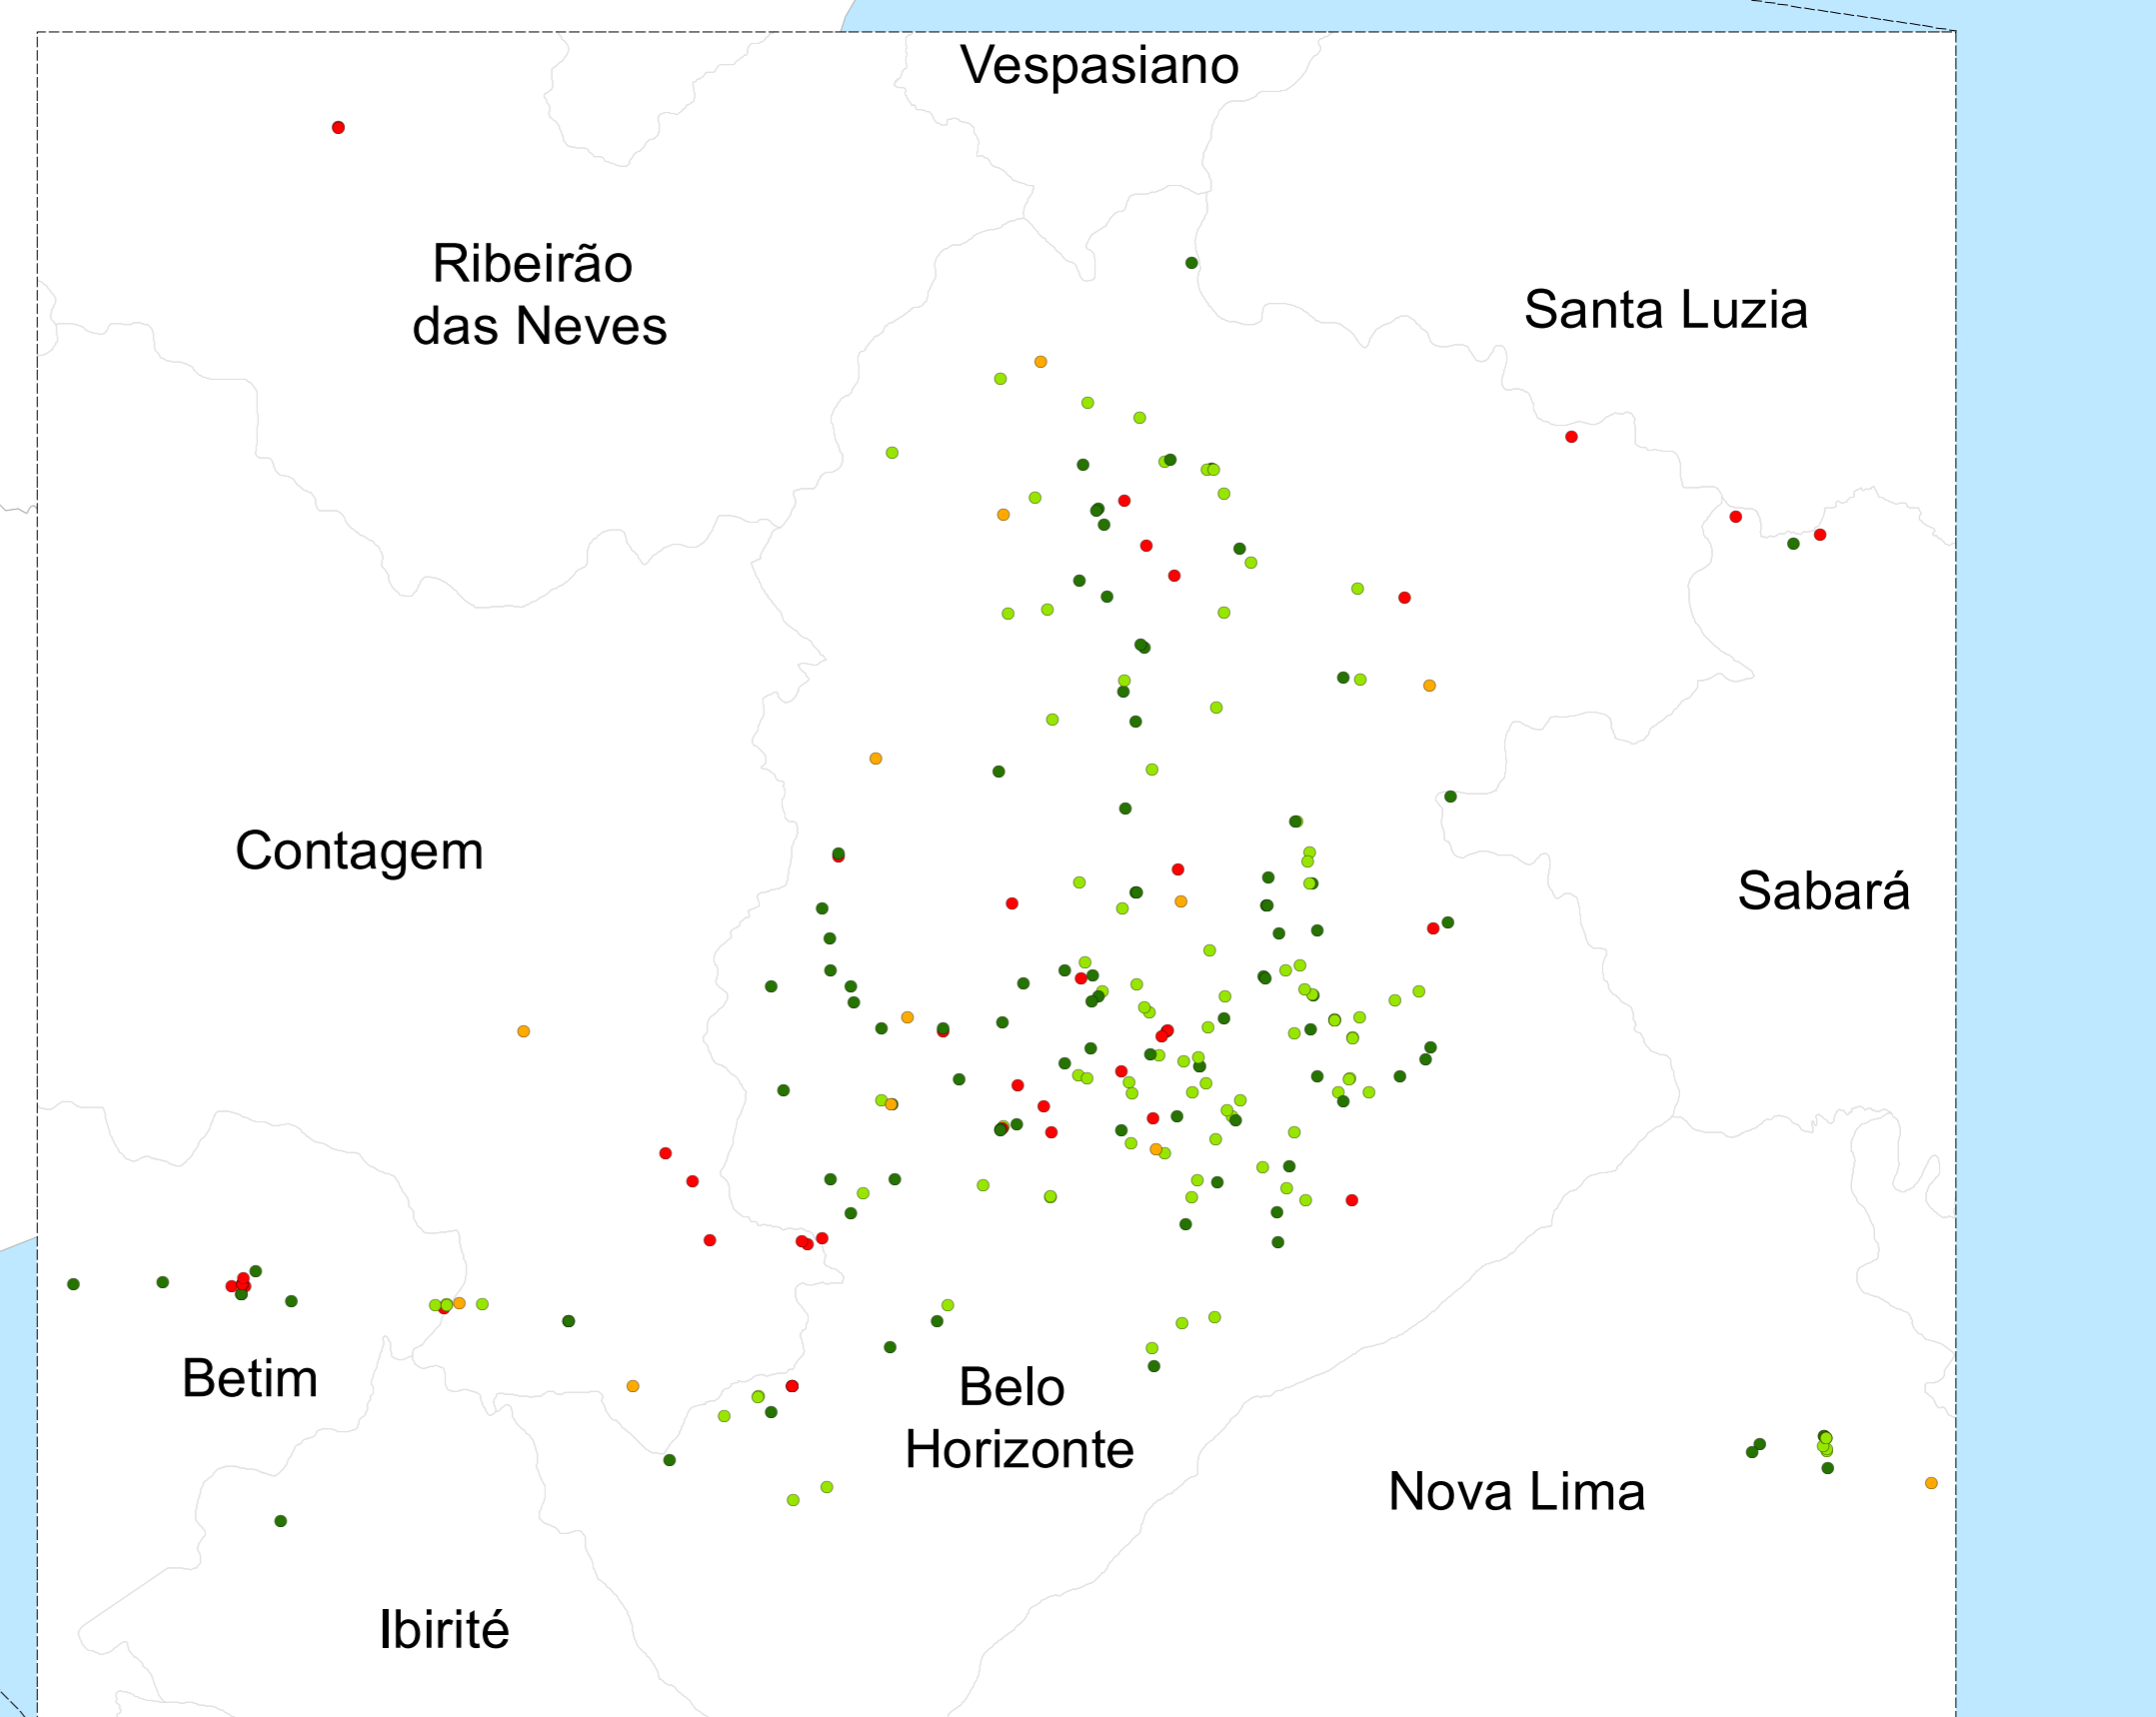 Vespasiano
Ribeirão
das Neves
Santa Luzia
Contagem
Sabará
Betim
Belo
Horizonte
Nova Lima
Ibirité